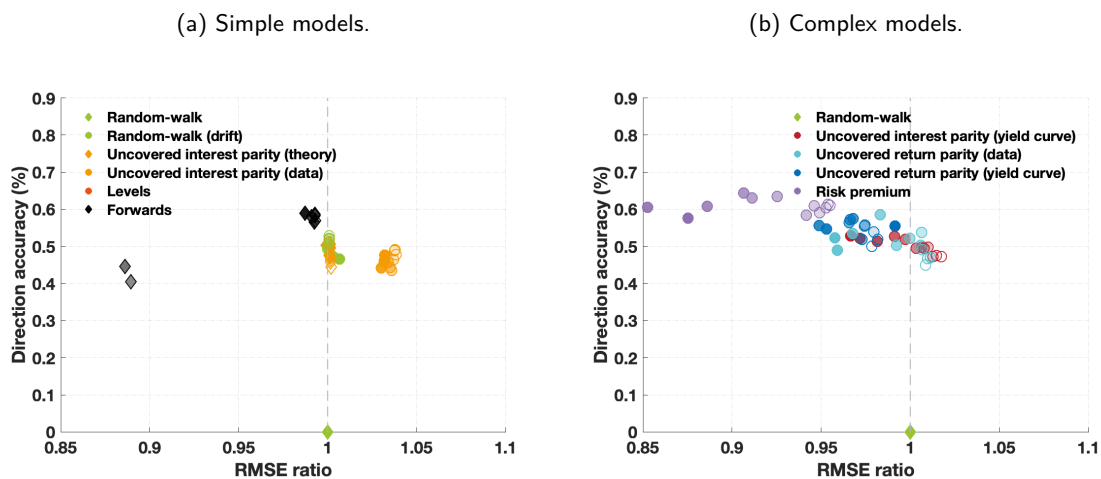 (a) Simple models.
0.9
0.8
0.7
0.6
0.5
0.4
0.3
0.2
0.1
0
Direction accuracy (%)
Random-walk
Random-walk (drift)
Uncovered interest parity (theory)
Uncovered interest parity (data)
Levels
Forwards
0.85
0.9
0.95
1
1.05
1.1
RMSE ratio
(b) Complex models.
0.9
0.8
0.7
0.6
0.5
0.4
0.3
0.2
0.1
0
Direction accuracy (%)
Random-walk
Uncovered interest parity (yield curve)
Uncovered return parity (data)
Uncovered return parity (yield curve)
Risk premium
0.85
0.9
0.95
1
1.05
1.1
RMSE ratio